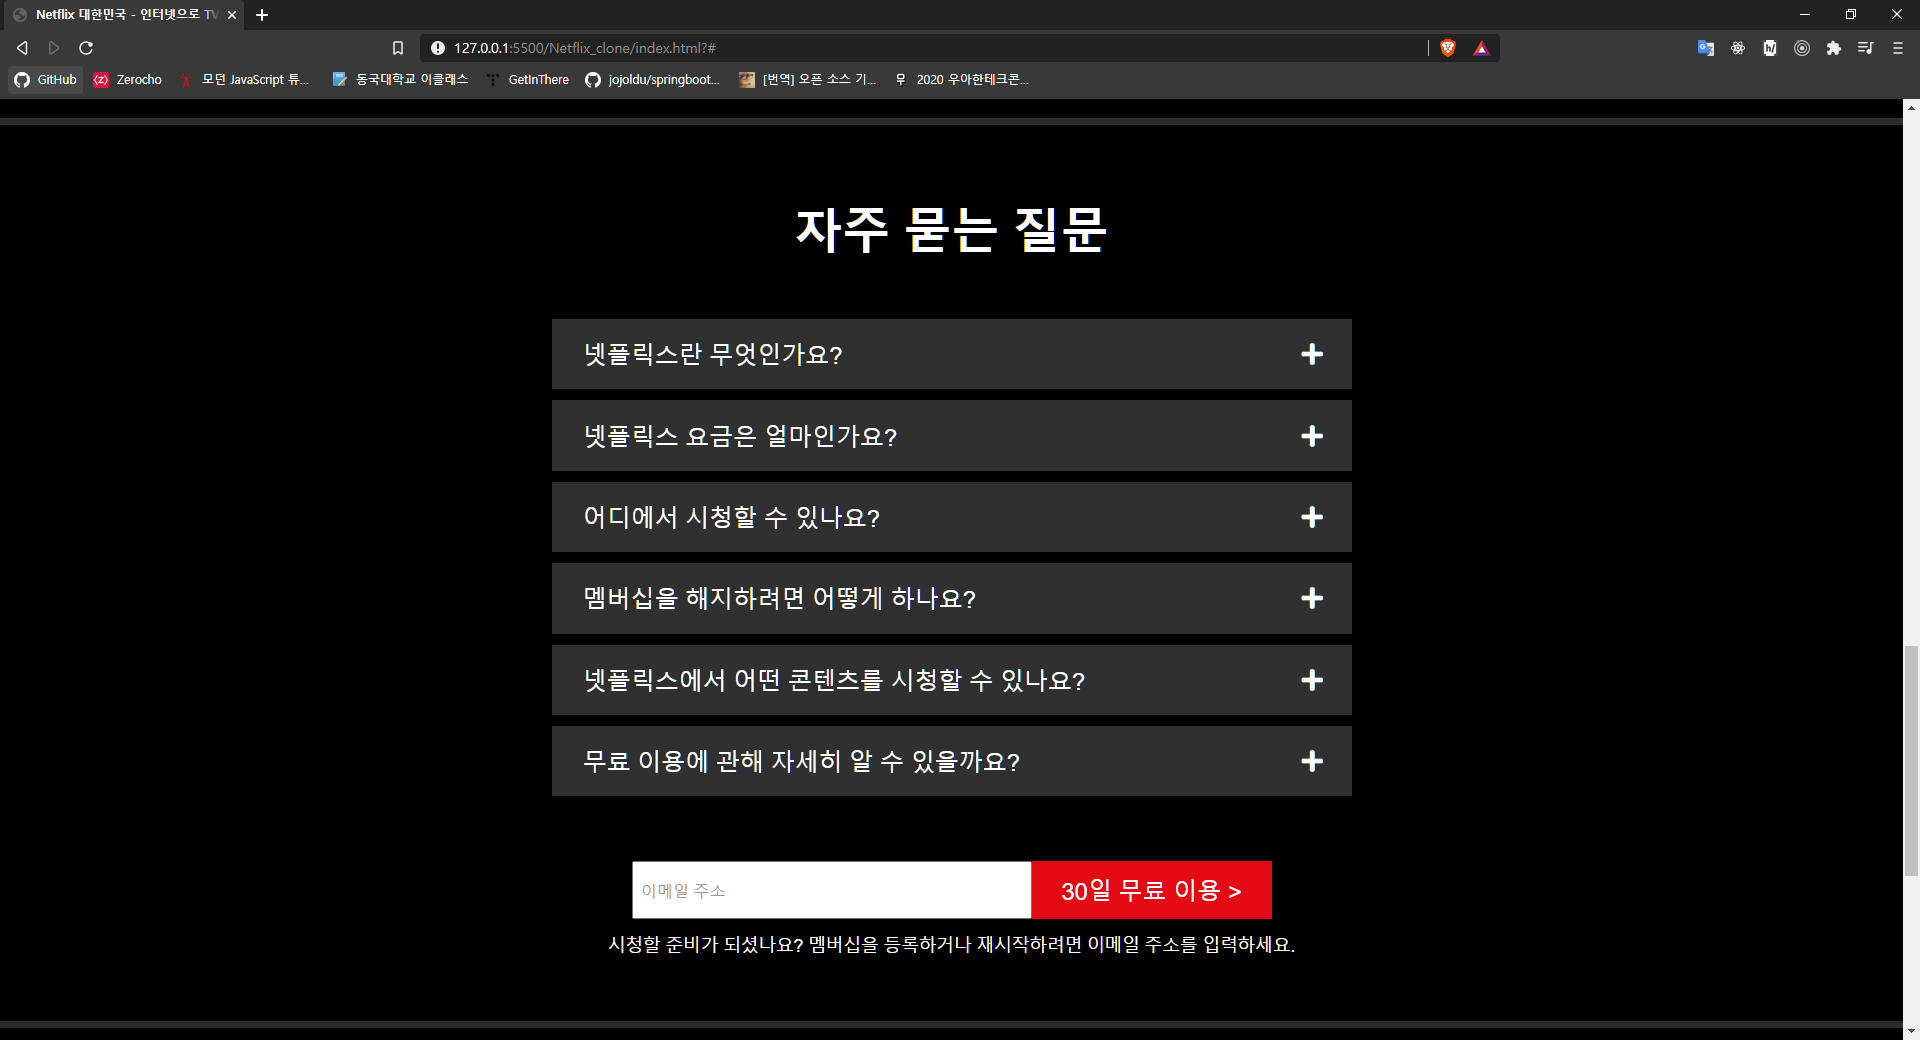 Netflix 대한민국 - 인터넷으로 TV
127.0.0.1:5500/Netflix_clone/index.html?#
GitHub
Zerocho
모던 JavaScript 튜...
동국대학교 이클래스
GetInThere
jojoldu/springboot...
[번역] 오픈 소스 기...
2020 우아한테크콘...
자주 묻는 질문
넷플릭스란 무엇인가요?
넷플릭스 요금은 얼마인가요?
어디에서 시청할 수 있나요?
멤버십을 해지하려면 어떻게 하나요?
넷플릭스에서 어떤 콘텐츠를 시청할 수 있나요?
무료 이용에 관해 자세히 알 수 있을까요?
이메일 주소
30일 무료 이용 >
시청할 준비가 되셨나요? 멤버십을 등록하거나 재시작하려면 이메일 주소를 입력하세요.